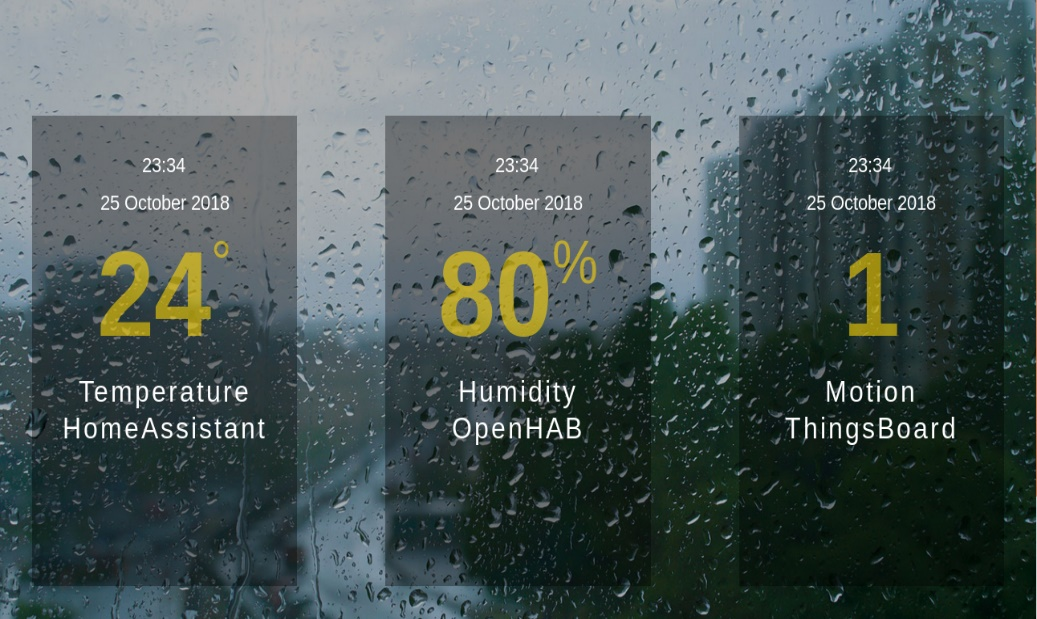 23:34
25 October 2018
24°
Temperature
HomeAssistant
23:34
25 October 2018
80%
Humidity
OpenHAB
23:34
25 October 2018
1
Motion
ThingsBoard